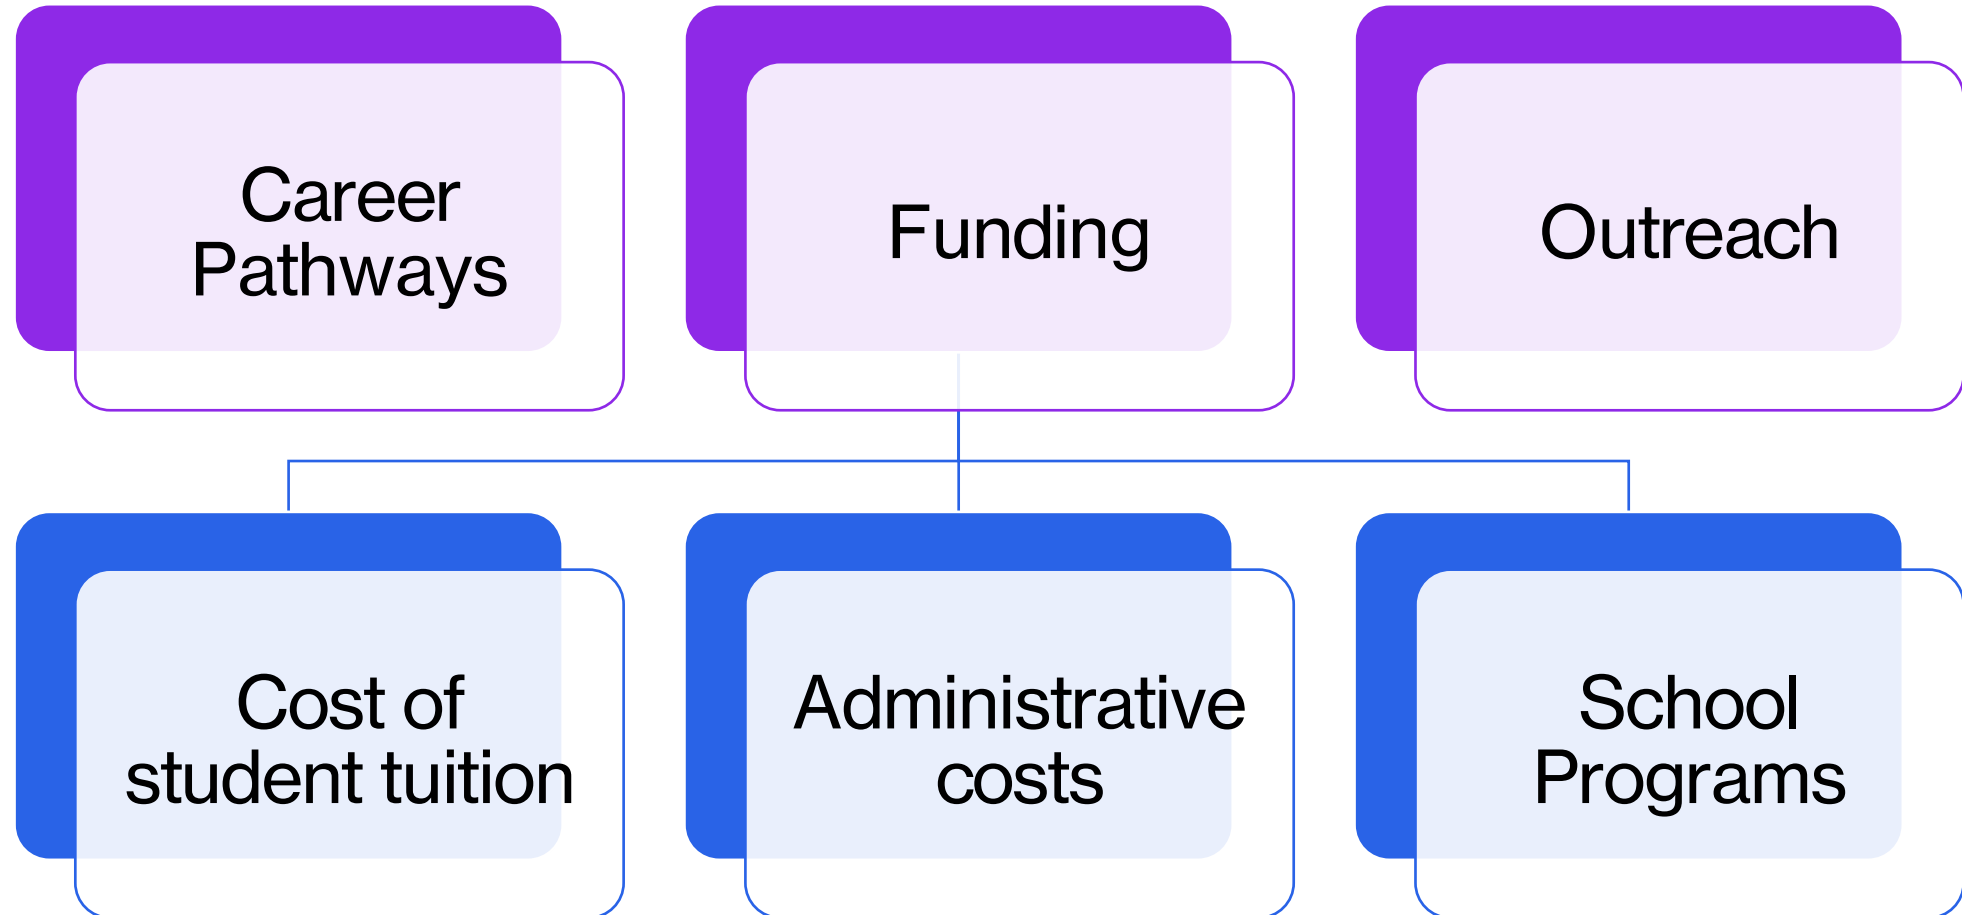 Career
Pathways
Funding
Outreach
Cost of
student tuition
Administrative
costs
School
Programs